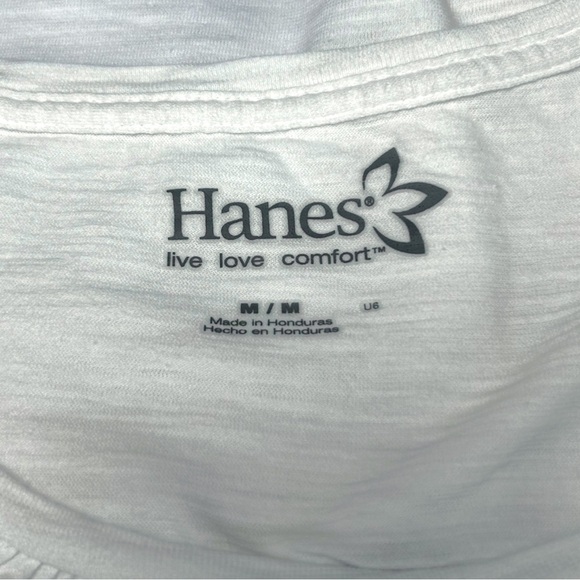 Hanes®
live love comfort™
M / M U6
Made in Honduras
Hecho en Honduras